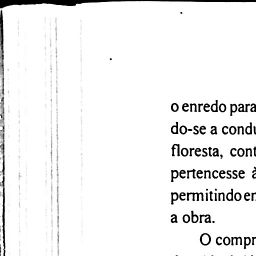 o enredo para
do-se a condu
floresta, cont
pertencesse à
permitindo en
a obra.
O compr